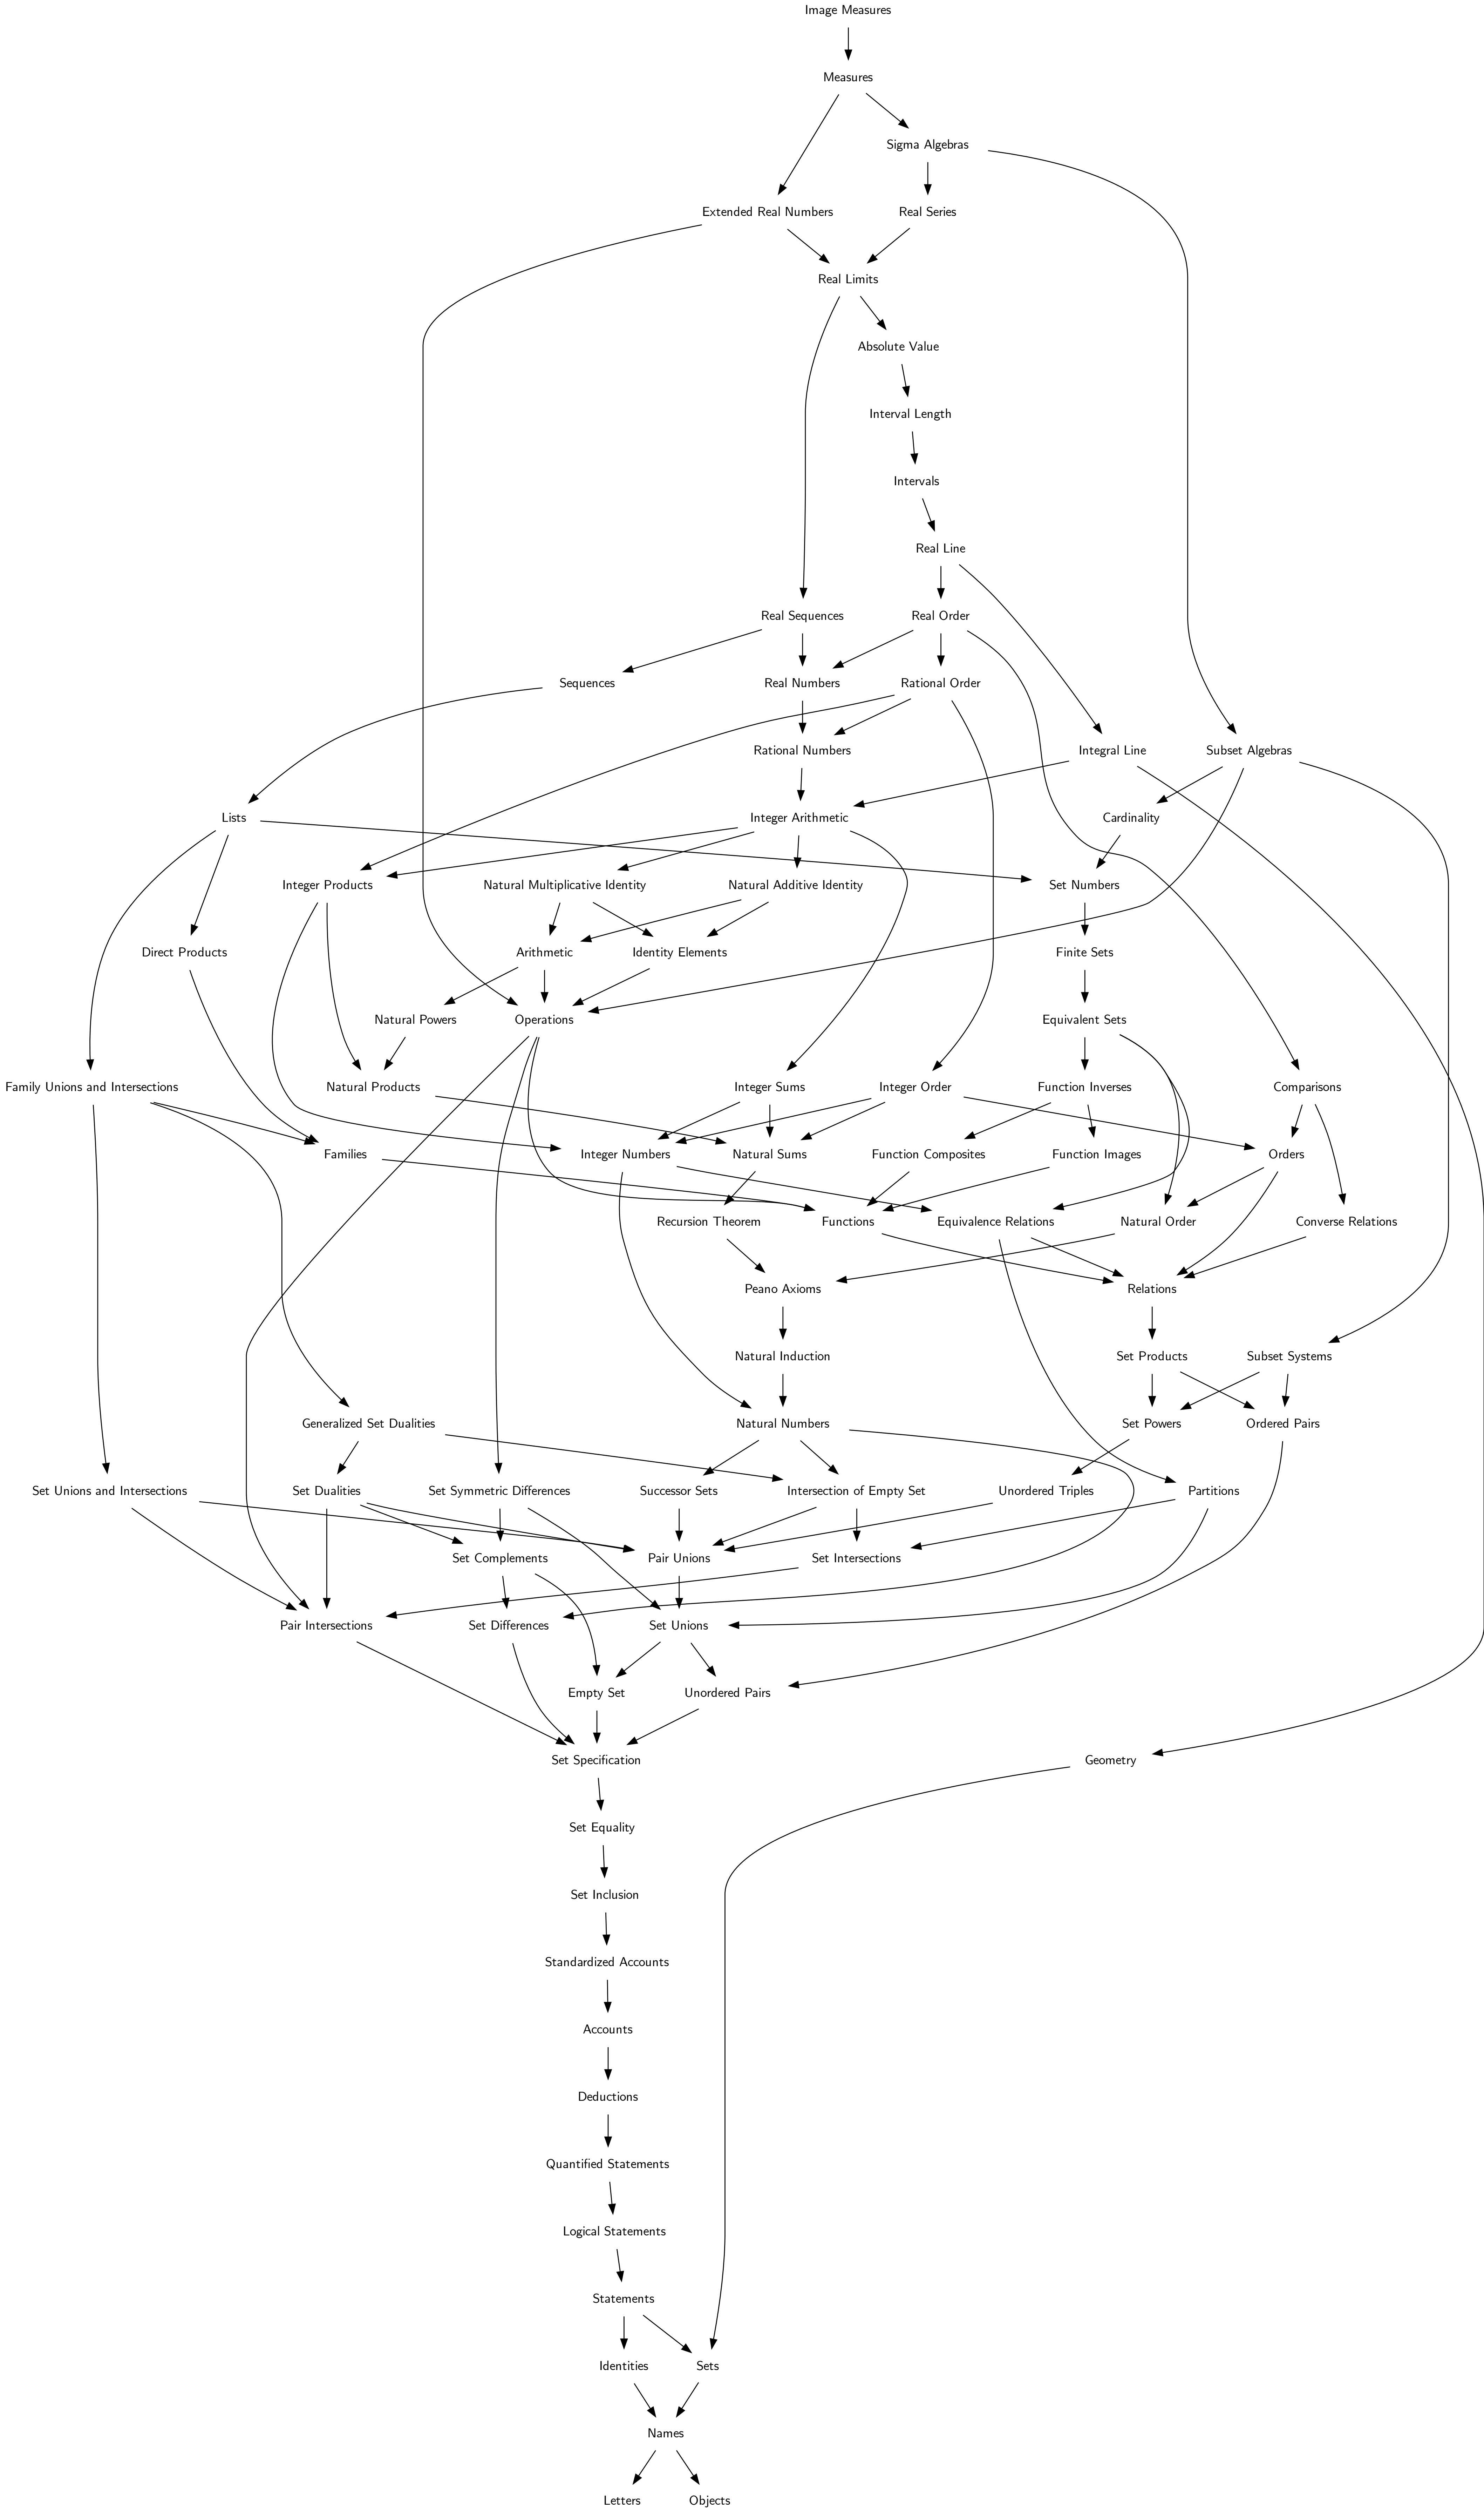 Image Measures
Measures
Sigma Algebras
Extended Real Numbers
Real Series
Real Limits
Absolute Value
Interval Length
Intervals
Real Line
Real Sequences
Real Order
Sequences
Real Numbers
Rational Order
Rational Numbers
Integral Line
Subset Algebras
Lists
Integer Arithmetic
Cardinality
Integer Products
Natural Multiplicative Identity
Natural Additive Identity
Set Numbers
Direct Products
Arithmetic
Identity Elements
Finite Sets
Natural Powers
Operations
Equivalent Sets
Family Unions and Intersections
Natural Products
Integer Sums
Integer Order
Function Inverses
Comparisons
Families
Integer Numbers
Natural Sums
Function Composites
Function Images
Orders
Recursion Theorem
Functions
Equivalence Relations
Natural Order
Converse Relations
Peano Axioms
Relations
Natural Induction
Set Products
Subset Systems
Generalized Set Dualities
Natural Numbers
Set Powers
Ordered Pairs
Set Unions and Intersections
Set Dualities
Set Symmetric Differences
Successor Sets
Intersection of Empty Set
Unordered Triples
Partitions
Set Complements
Pair Unions
Set Intersections
Pair Intersections
Set Differences
Set Unions
Empty Set
Unordered Pairs
Set Specification
Geometry
Set Equality
Set Inclusion
Standardized Accounts
Accounts
Deductions
Quantified Statements
Logical Statements
Statements
Identities
Sets
Names
Letters
Objects